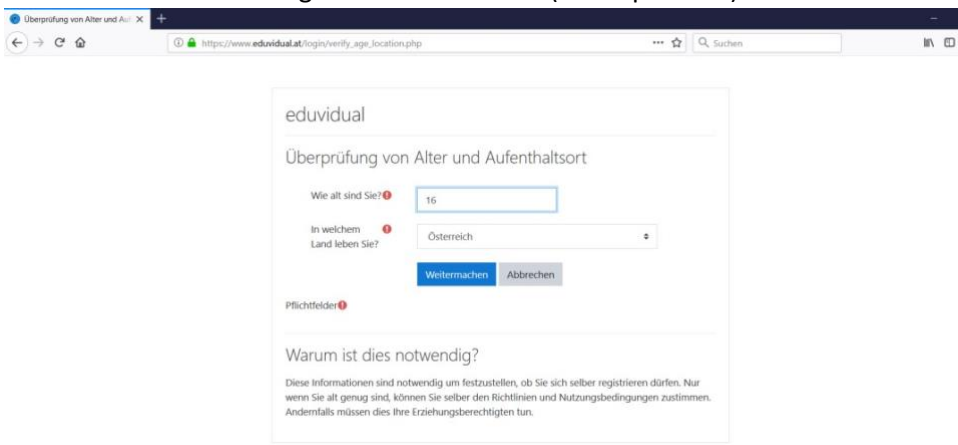 Überprüfung von Alter und Auf
https://www.eduvidual.at/login/verify_age_location.php
Suchen
eduvidual
Überprüfung von Alter und Aufenthaltsort
Wie alt sind Sie?
16
In welchem
Land leben Sie?
Österreich
Weitermachen Abbrechen
Pflichtfelder
Warum ist dies notwendig?
Diese Informationen sind notwendig um festzustellen, ob Sie sich selber registrieren dürfen. Nur
wenn Sie alt genug sind, können Sie selber den Richtlinien und Nutzungsbedingungen zustimmen.
Andernfalls müssen dies Ihre Erziehungsberechtigten tun.